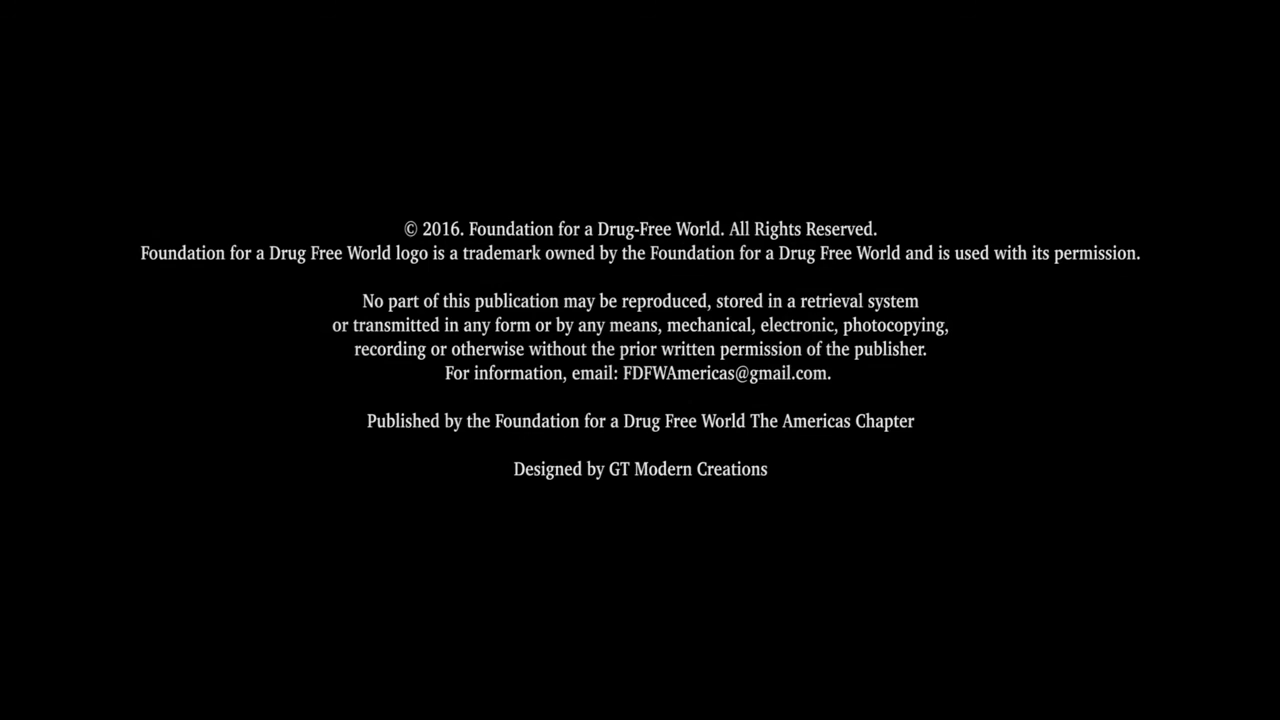 © 2016. Foundation for a Drug-Free World. All Rights Reserved.
Foundation for a Drug Free World logo is a trademark owned by the Foundation for a Drug Free World and is used with its permission.
No part of this publication may be reproduced, stored in a retrieval system
or transmitted in any form or by any means, mechanical, electronic, photocopying,
recording or otherwise without the prior written permission of the publisher.
For information, email: FDFWAmericas@gmail.com.
Published by the Foundation for a Drug Free World The Americas Chapter
Designed by GT Modern Creations